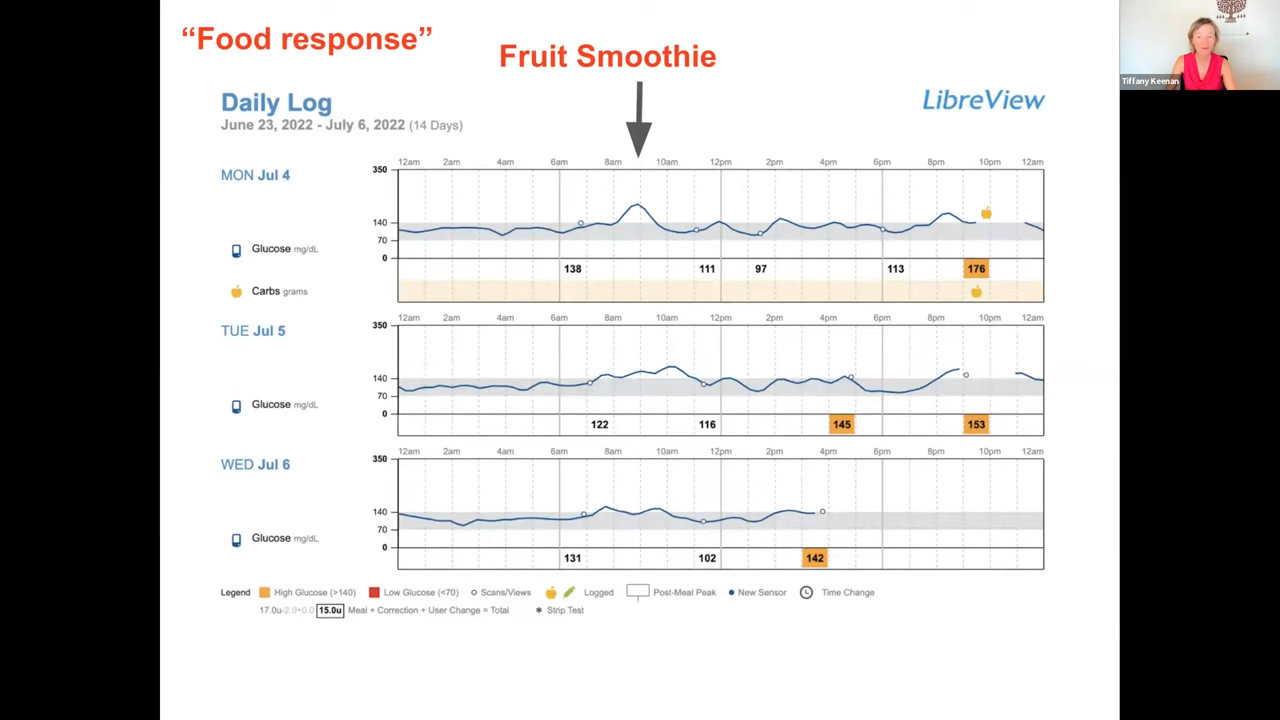 “Food response”
Fruit Smoothie
Tiffany Keenan
Daily Log
LibreView
June 23, 2022 - July 6, 2022 (14 Days)
12am 2am 4am 6am 8am 10am 12pm 2pm 4pm 6pm 8pm 10pm 12am
MON Jul 4
350
140
70
Glucose mg/dL
0
138 111 97 113 176
Carbs grams
12am 2am 4am 6am 8am 10am 12pm 2pm 4pm 6pm 8pm 10pm 12am
TUE Jul 5
350
140
70
Glucose mg/dL
0
122 116 145 153
12am 2am 4am 6am 8am 10am 12pm 2pm 4pm 6pm 8pm 10pm 12am
WED Jul 6
350
140
70
Glucose mg/dL
0
131 102 142
Legend High Glucose (>140) Low Glucose (<70) Scans/Views Logged Post-Meal Peak New Sensor Time Change
17.0u-2.0+0.0 15.0u Meal + Correction + User Change = Total * Strip Test